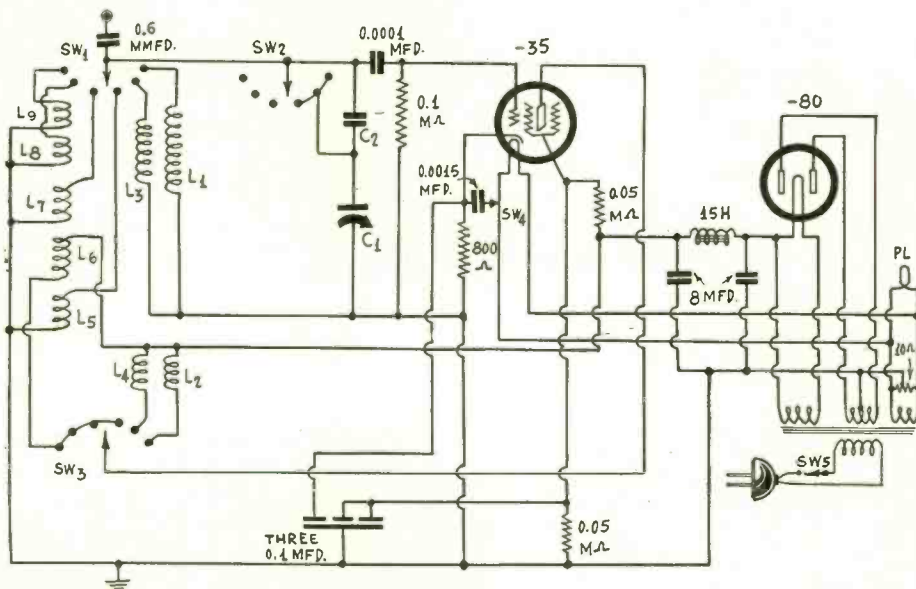 0.6
MMFD.
SW1
SW2
0.0001
MFD.
-35
-80
L9
L8
L7
L6
L5
L3
L1
C2
C1
0.1
MΩ
0.0015
MFD.
SW4
800
Ω
0.05
MΩ
15H
8 MFD.
PL
10Ω
L4
L2
SW3
SW5
THREE
0.1 MFD.
0.05
MΩ